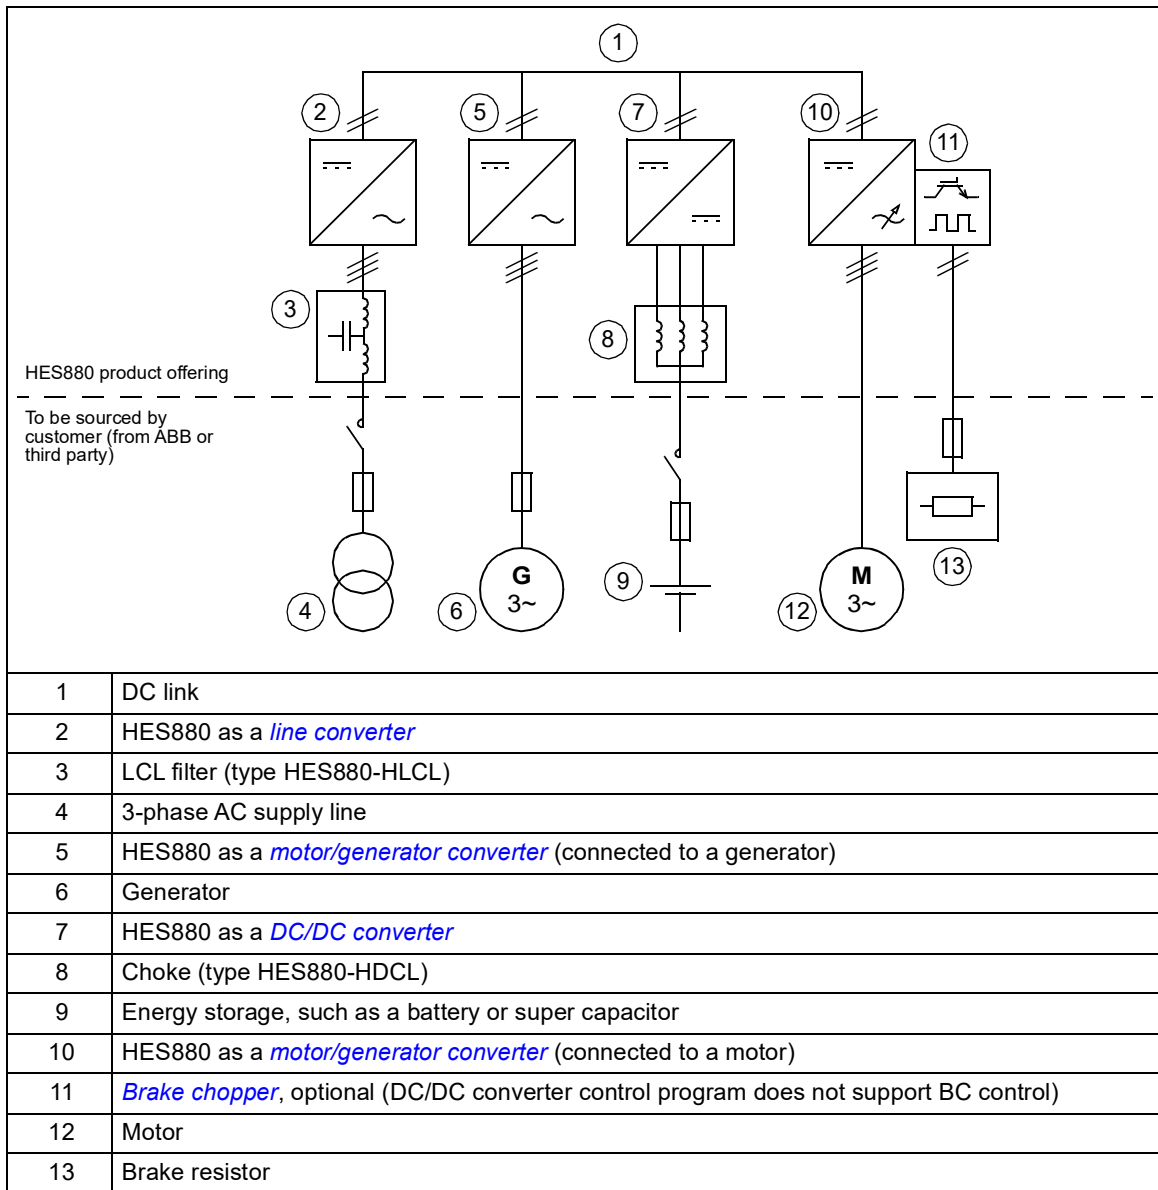 1
2
5
7
10
11
3
8
HES880 product offering
To be sourced by
customer (from ABB or
third party)
G
3~
M
3~
4
6
9
12
13
1 DC link
2 HES880 as a line converter
3 LCL filter (type HES880-HLCL)
4 3-phase AC supply line
5 HES880 as a motor/generator converter (connected to a generator)
6 Generator
7 HES880 as a DC/DC converter
8 Choke (type HES880-HDCL)
9 Energy storage, such as a battery or super capacitor
10 HES880 as a motor/generator converter (connected to a motor)
11 Brake chopper, optional (DC/DC converter control program does not support BC control)
12 Motor
13 Brake resistor